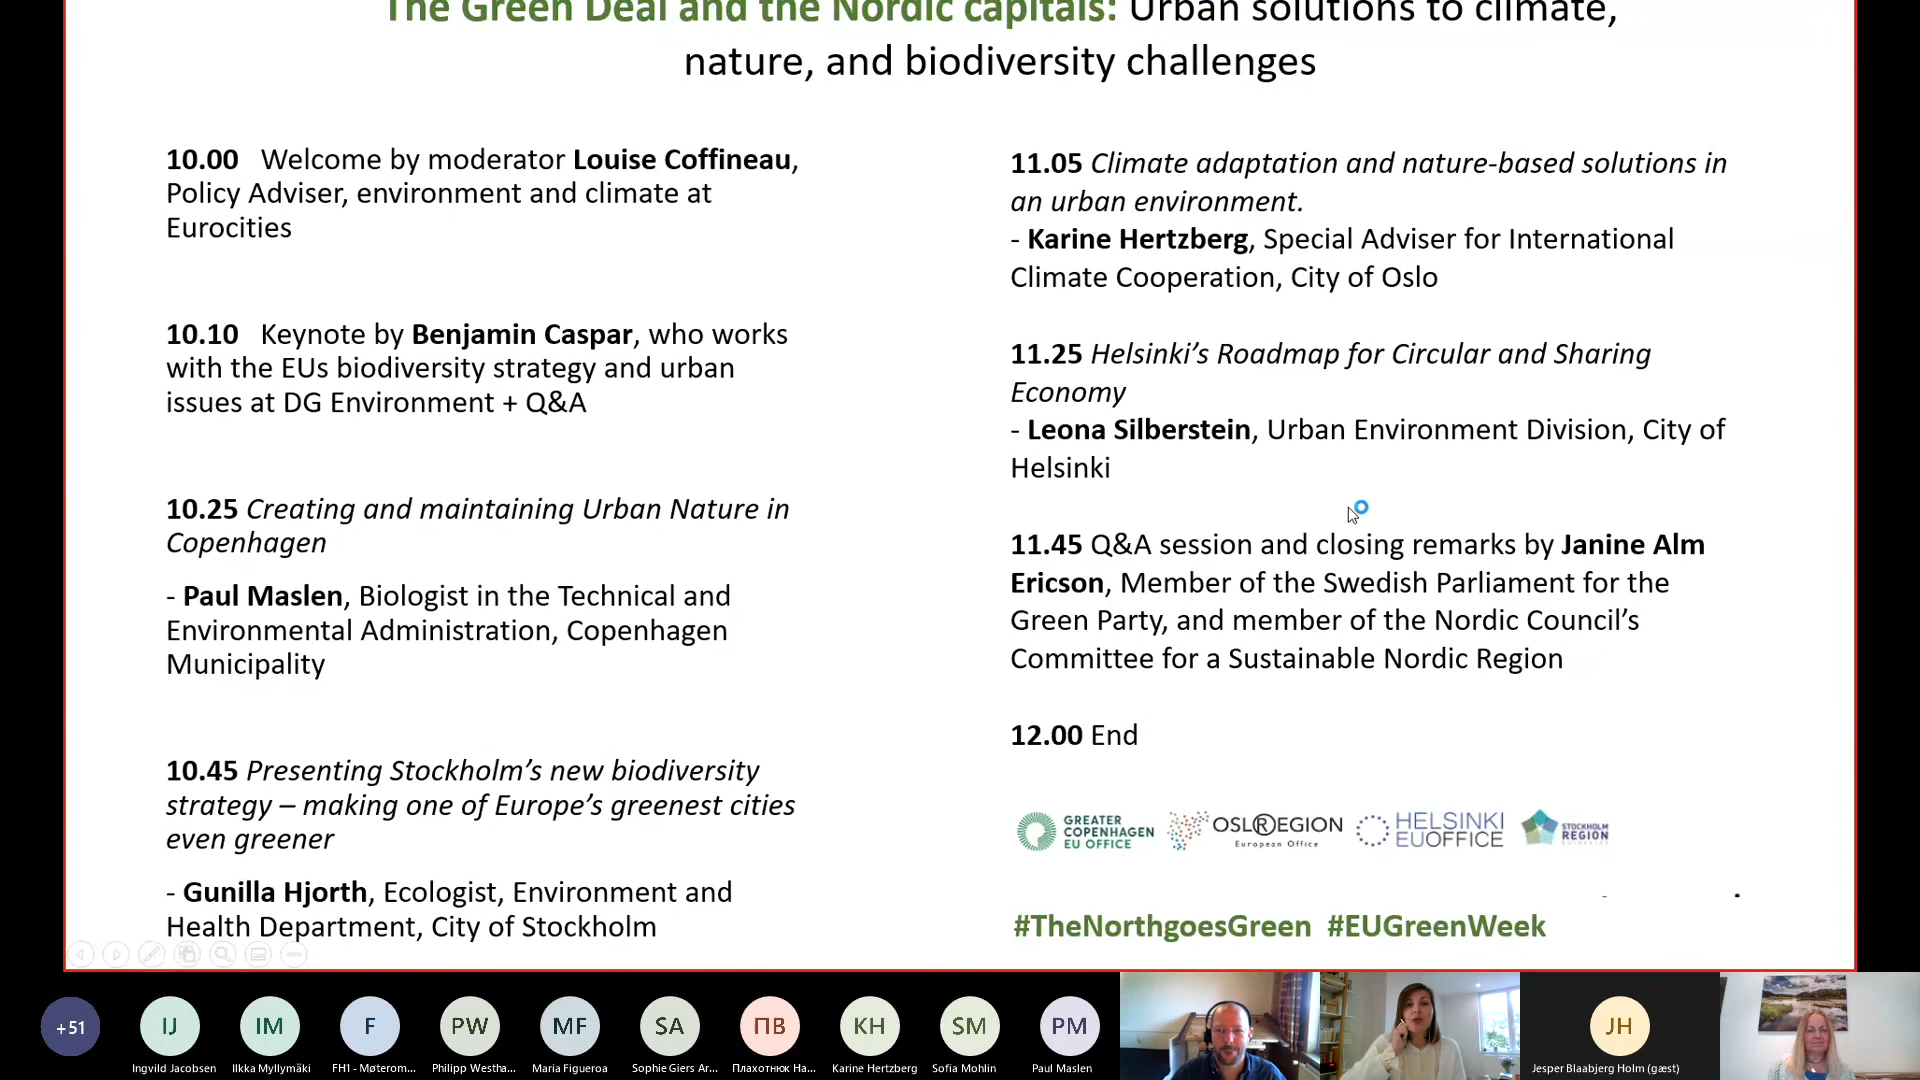 The Green Deal and the Nordic capitals: Urban solutions to climate,
nature, and biodiversity challenges
10.00 Welcome by moderator Louise Coffineau,
Policy Adviser, environment and climate at
Eurocities
10.10 Keynote by Benjamin Caspar, who works
with the EUs biodiversity strategy and urban
issues at DG Environment + Q&A
10.25 Creating and maintaining Urban Nature in
Copenhagen
- Paul Maslen, Biologist in the Technical and
Environmental Administration, Copenhagen
Municipality
10.45 Presenting Stockholm’s new biodiversity
strategy – making one of Europe’s greenest cities
even greener
- Gunilla Hjorth, Ecologist, Environment and
Health Department, City of Stockholm
11.05 Climate adaptation and nature-based solutions in
an urban environment.
- Karine Hertzberg, Special Adviser for International
Climate Cooperation, City of Oslo
11.25 Helsinki’s Roadmap for Circular and Sharing
Economy
- Leona Silberstein, Urban Environment Division, City of
Helsinki
11.45 Q&A session and closing remarks by Janine Alm
Ericson, Member of the Swedish Parliament for the
Green Party, and member of the Nordic Council’s
Committee for a Sustainable Nordic Region
12.00 End
GREATER
COPENHAGEN
EU OFFICE
OSLREGION
European Office
HELSINKI
EUOFFICE
STOCKHOLM
REGION
#TheNorthgoesGreen #EUGreenWeek
+51
IJ
IM
F
PW
MF
SA
ПВ
KH
SM
PM
JH
Ingvild Jacobsen
Ilkka Myllymäki
FH1 - Møterom...
Philipp Westha...
Maria Figueroa
Sophie Giers Ar...
Плахотнюк На...
Karine Hertzberg
Sofia Mohlin
Paul Maslen
Jesper Blaabjerg Holm (gæst)